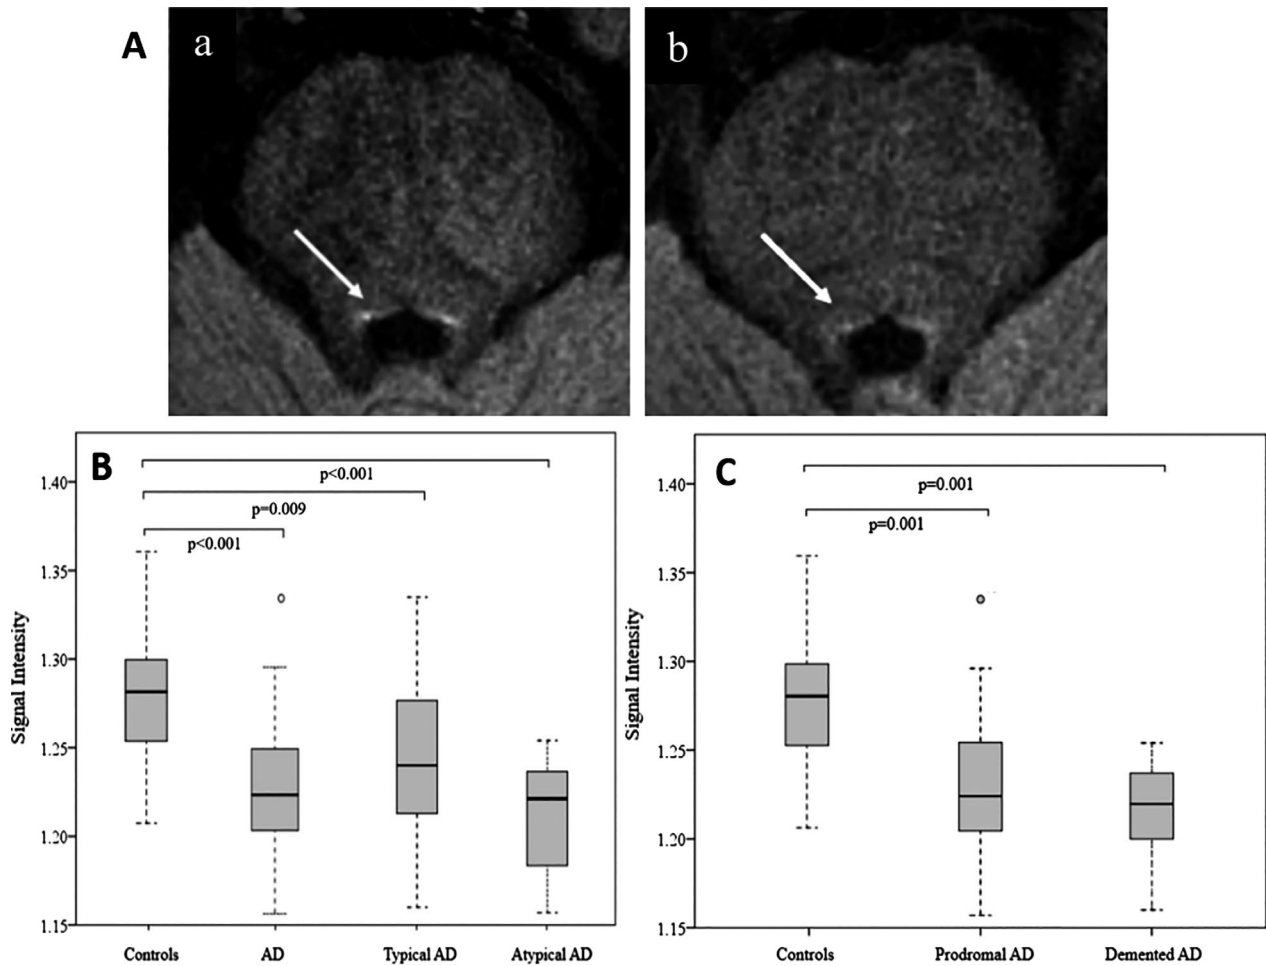 A
a
b
B
p<0.001
p=0.009
p<0.001
Signal Intensity
1.40
1.35
1.30
1.25
1.20
1.15
Controls
AD
Typical AD
Atypical AD
C
p=0.001
p=0.001
Signal Intensity
1.40
1.35
1.30
1.25
1.20
1.15
Controls
Prodromal AD
Demented AD